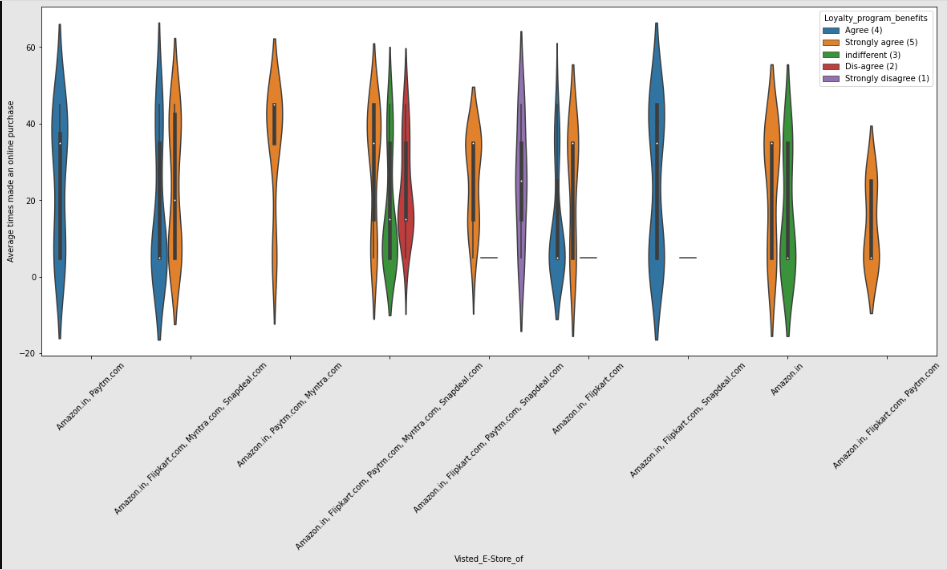 Loyalty_program_benefits
Agree (4)
Strongly agree (5)
indifferent (3)
Dis-agree (2)
Strongly disagree (1)
Average times made an online purchase
60
40
20
0
−20
Amazon.in, Paytm.com
Amazon.in, Flipkart.com, Myntra.com, Snapdeal.com
Amazon.in, Paytm.com, Myntra.com
Amazon.in, Flipkart.com, Paytm.com, Myntra.com, Snapdeal.com
Amazon.in, Flipkart.com, Paytm.com, Snapdeal.com
Amazon.in, Flipkart.com
Amazon.in, Flipkart.com, Snapdeal.com
Amazon.in
Amazon.in, Flipkart.com, Paytm.com
Visted_E-Store_of